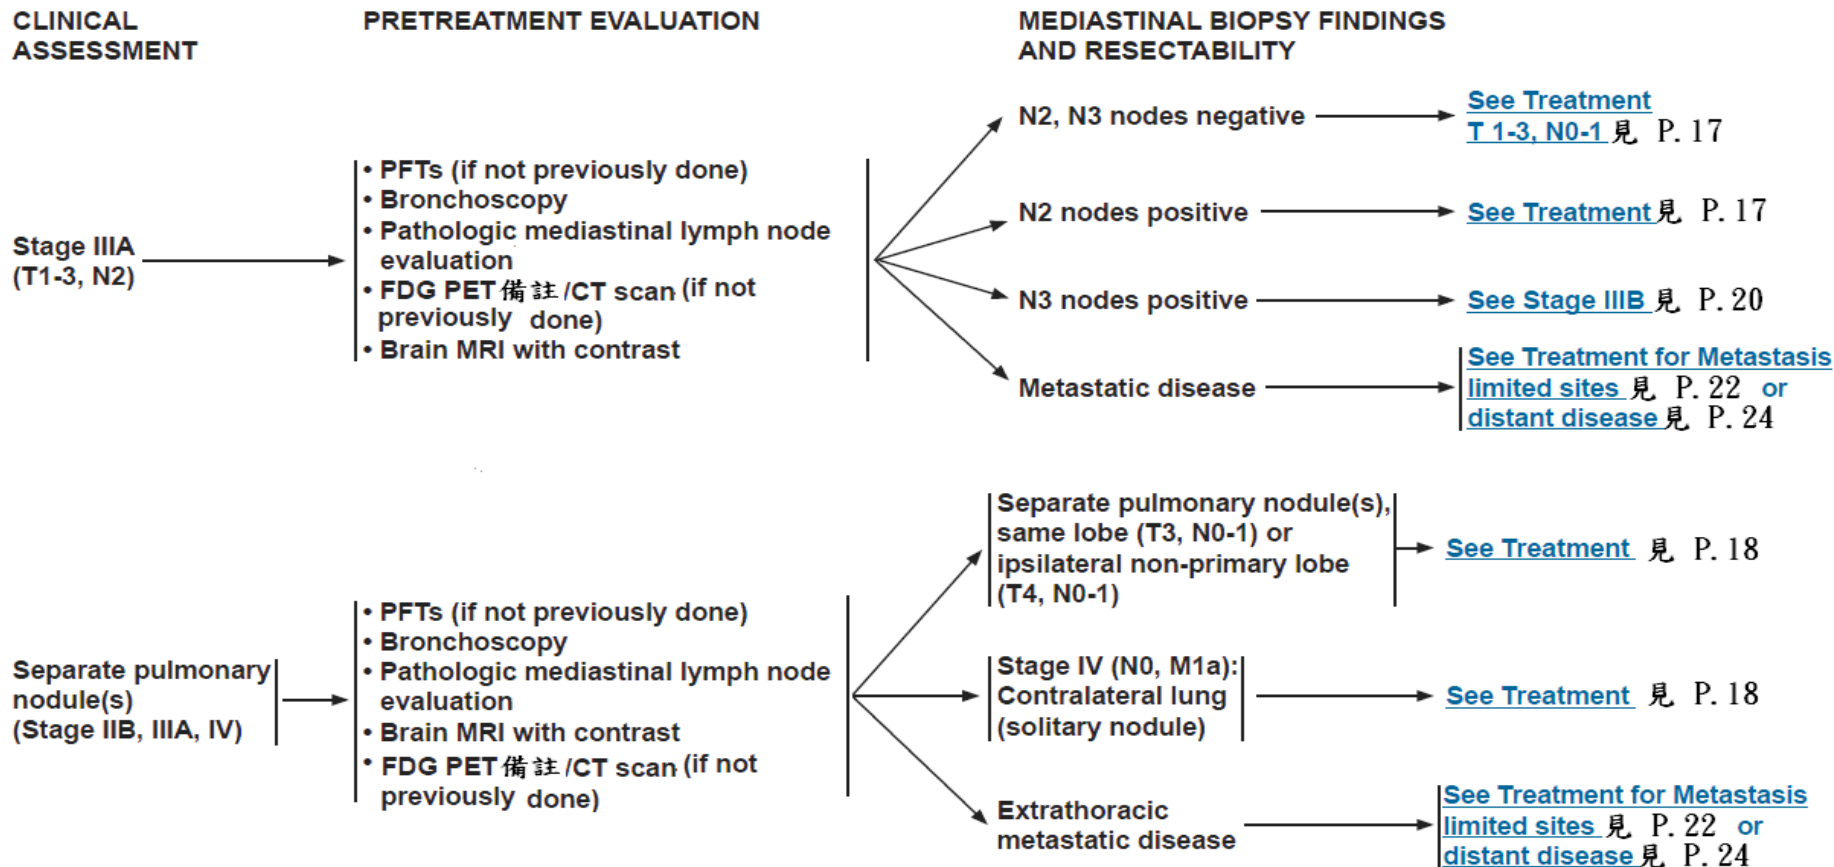 CLINICAL
ASSESSMENT
PRETREATMENT EVALUATION
MEDIASTINAL BIOPSY FINDINGS
AND RESECTABILITY
Stage IIIA
(T1-3, N2)
• PFTs (if not previously done)
• Bronchoscopy
• Pathologic mediastinal lymph node
evaluation
• FDG PET備註/CT scan (if not
previously done)
• Brain MRI with contrast
N2, N3 nodes negative
See Treatment
T 1-3, N0-1 見 P. 17
N2 nodes positive
See Treatment 見 P. 17
N3 nodes positive
See Stage IIIB 見 P. 20
Metastatic disease
See Treatment for Metastasis
limited sites 見 P. 22 or
distant disease 見 P. 24
Separate pulmonary
nodule(s)
(Stage IIB, IIIA, IV)
• PFTs (if not previously done)
• Bronchoscopy
• Pathologic mediastinal lymph node
evaluation
• Brain MRI with contrast
• FDG PET備註/CT scan (if not
previously done)
Separate pulmonary nodule(s),
same lobe (T3, N0-1) or
ipsilateral non-primary lobe
(T4, N0-1)
See Treatment 見 P. 18
Stage IV (N0, M1a):
Contralateral lung
(solitary nodule)
See Treatment 見 P. 18
Extrathoracic
metastatic disease
See Treatment for Metastasis
limited sites 見 P. 22 or
distant disease 見 P. 24